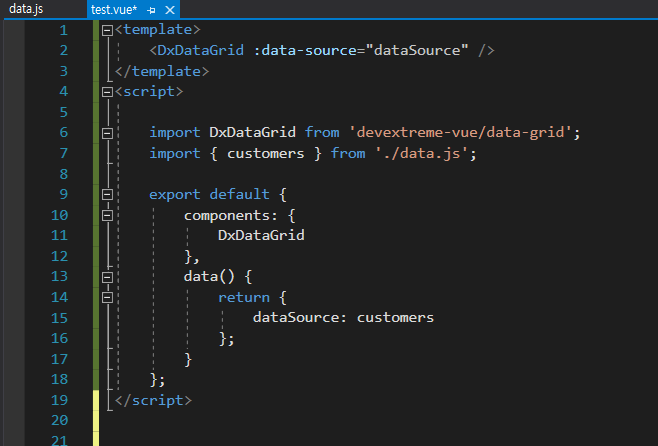 data.js test.vue*
1 <template>
2 <DxDataGrid :data-source="dataSource" />
3 </template>
4 <script>
5
6 import DxDataGrid from 'devextreme-vue/data-grid';
7 import { customers } from './data.js';
8
9 export default {
10 components: {
11 DxDataGrid
12 },
13 data() {
14 return {
15 dataSource: customers
16 };
17 }
18 };
19 </script>
20
21